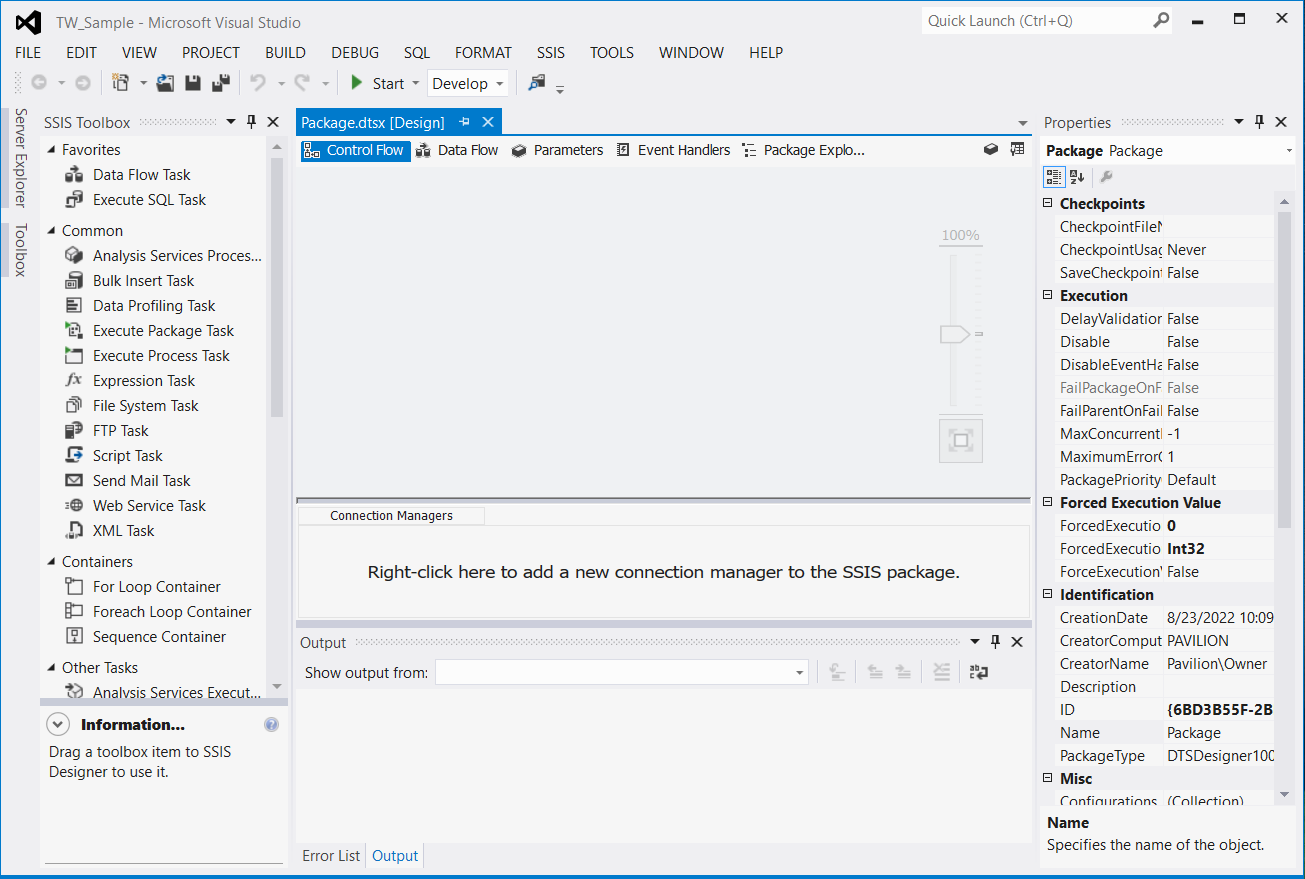 TW_Sample - Microsoft Visual Studio
Quick Launch (Ctrl+Q)
FILE EDIT VIEW PROJECT BUILD DEBUG SQL FORMAT SSIS TOOLS WINDOW HELP
Start Develop
Server Explorer
Toolbox
SSIS Toolbox
Favorites
Data Flow Task
Execute SQL Task
Common
Analysis Services Proces...
Bulk Insert Task
Data Profiling Task
Execute Package Task
Execute Process Task
Expression Task
File System Task
FTP Task
Script Task
Send Mail Task
Web Service Task
XML Task
Containers
For Loop Container
Foreach Loop Container
Sequence Container
Other Tasks
Analysis Services Execut...
Information...
Drag a toolbox item to SSIS
Designer to use it.
Package.dtsx [Design]
Control Flow Data Flow Parameters Event Handlers Package Explo...
100%
Connection Managers
Right-click here to add a new connection manager to the SSIS package.
Output
Show output from:
Error List Output
Properties
Package Package
Checkpoints
CheckpointFileN
CheckpointUsag Never
SaveCheckpoint False
Execution
DelayValidation False
Disable False
DisableEventHa False
FailPackageOnF False
FailParentOnFail False
MaxConcurrentE -1
MaximumErrorC 1
PackagePriority Default
Forced Execution Value
ForcedExecutio 0
ForcedExecutio Int32
ForceExecutionV False
Identification
CreationDate 8/23/2022 10:09
CreatorComput PAVILION
CreatorName Pavilion\Owner
Description
ID {6BD3B55F-2B
Name Package
PackageType DTSDesigner100
Misc
Configurations (Collection)
Name
Specifies the name of the object.